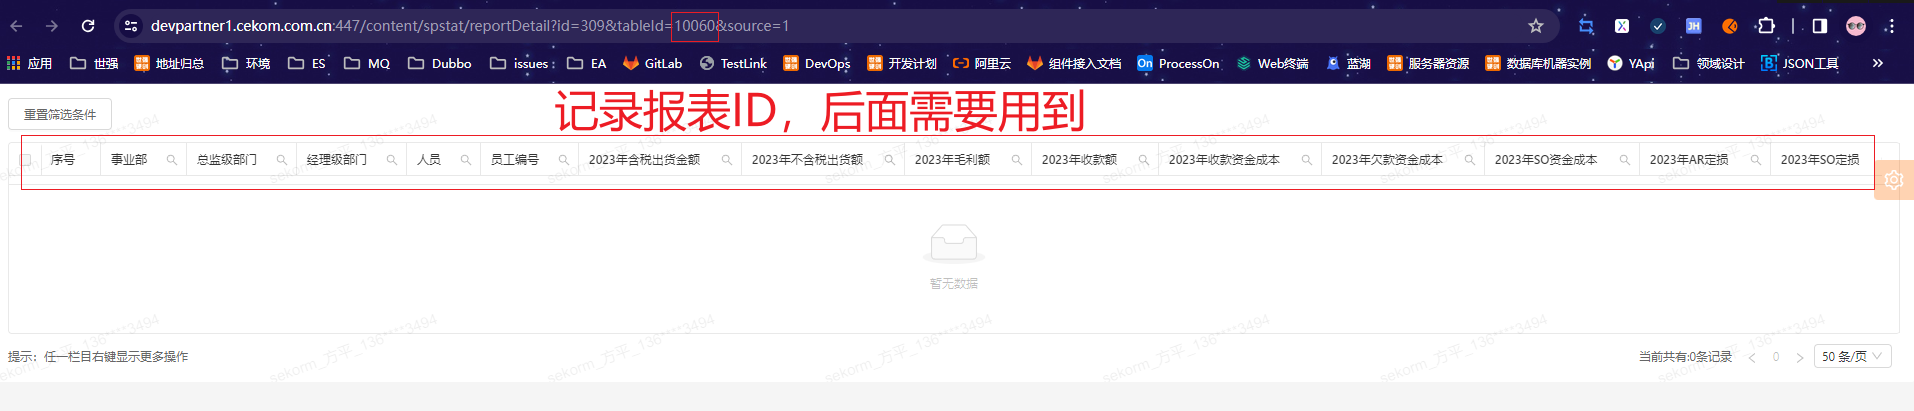 devpartner1.cekom.com.cn:447/content/spstat/reportDetail?id=309&tableId=10060&source=1
应用 世强 地址归总 环境 ES MQ Dubbo issues EA GitLab TestLink DevOps 开发计划 阿里云 组件接入文档 On ProcessOn Web终端 蓝湖 服务器资源 数据库机器实例 YApi 领域设计 JSON工具
重置筛选条件
记录报表ID，后面需要用到
序号 事业部 总监级部门 经理级部门 人员 员工编号 2023年含税出货金额 2023年不含税出货额 2023年毛利额 2023年收款额 2023年收款资金成本 2023年欠款资金成本 2023年SO资金成本 2023年AR定损 2023年SO定损
暂无数据
提示：任一栏目右键显示更多操作
当前共有:0条记录 0 50 条/页
sekorm_方平_136****3494